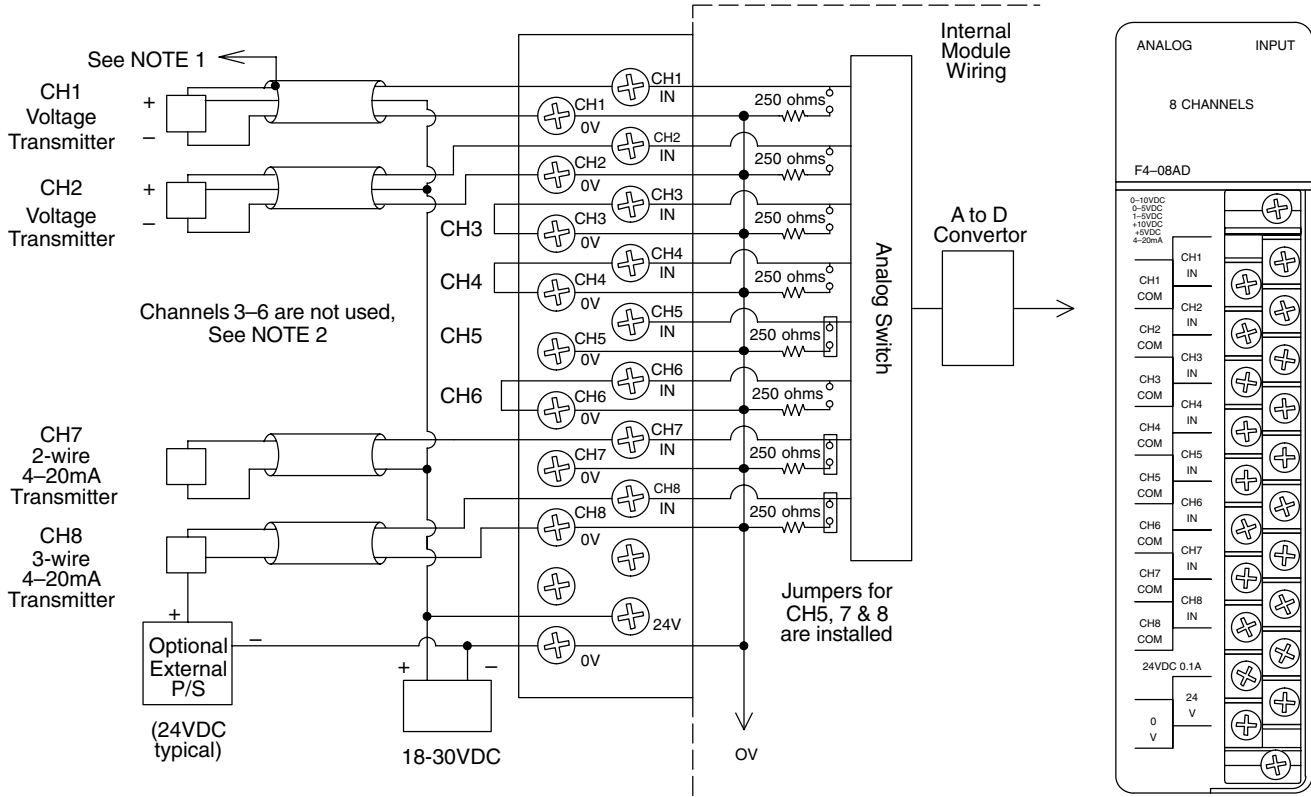 See NOTE 1
CH1
Voltage
Transmitter
+
–
CH2
Voltage
Transmitter
+
–
Channels 3–6 are not used,
See NOTE 2
CH7
2-wire
4–20mA
Transmitter
CH8
3-wire
4–20mA
Transmitter
+
–
Optional
External
P/S
(24VDC
typical)
+
–
18-30VDC
CH3
CH4
CH5
CH6
CH1
IN
CH1
0V
CH2
IN
CH2
0V
CH3
IN
CH3
0V
CH4
IN
CH4
0V
CH5
IN
CH5
0V
CH6
IN
CH6
0V
CH7
IN
CH7
0V
CH8
IN
CH8
0V
24V
0V
Internal
Module
Wiring
250 ohms
250 ohms
250 ohms
250 ohms
250 ohms
250 ohms
250 ohms
250 ohms
Analog Switch
A to D
Convertor
Jumpers for
CH5, 7 & 8
are installed
OV
ANALOG INPUT
8 CHANNELS
F4–08AD
0–10VDC
0–5VDC
1–5VDC
+10VDC
+5VDC
4–20mA
CH1
IN
CH1
COM
CH2
IN
CH2
COM
CH3
IN
CH3
COM
CH4
IN
CH4
COM
CH5
IN
CH5
COM
CH6
IN
CH6
COM
CH7
IN
CH7
COM
CH8
IN
CH8
COM
24VDC 0.1A
24
V
0
V